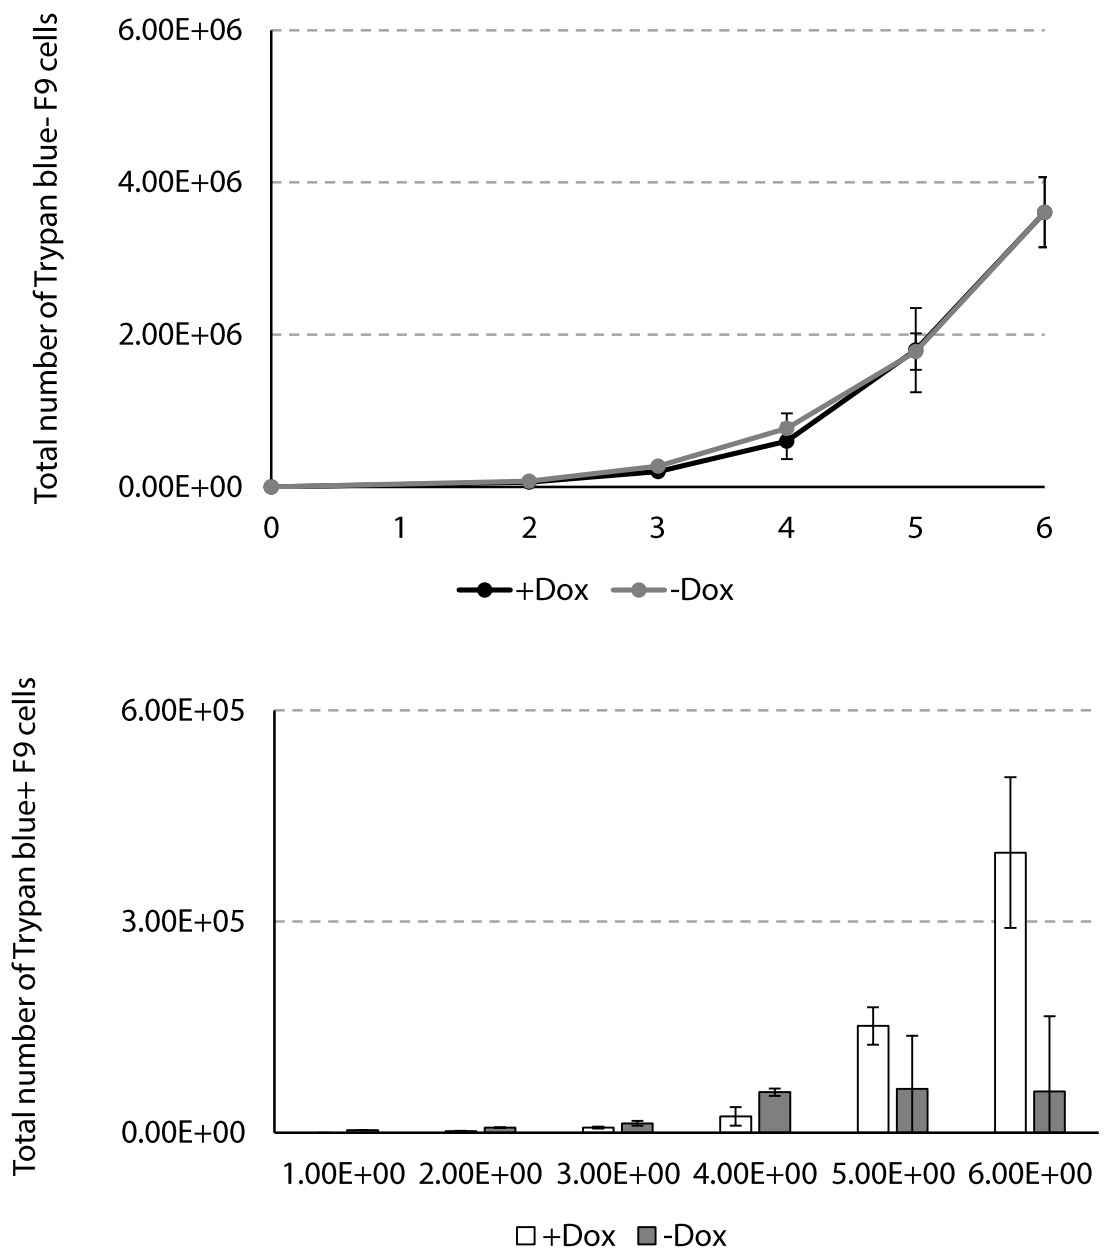 Total number of Trypan blue- F9 cells
6.00E+06
4.00E+06
2.00E+06
0.00E+00
0 1 2 3 4 5 6
+Dox -Dox
Total number of Trypan blue+ F9 cells
6.00E+05
3.00E+05
0.00E+00
1.00E+00 2.00E+00 3.00E+00 4.00E+00 5.00E+00 6.00E+00
+Dox -Dox